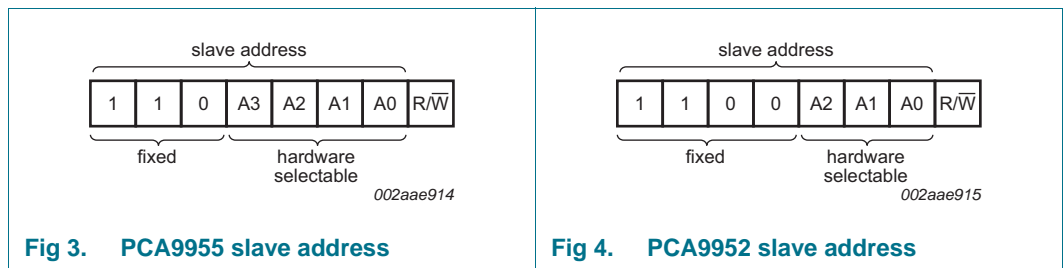 slave address
1 1 0 A3 A2 A1 A0 R/W̅
fixed
hardware
selectable
002aae914
Fig 3. PCA9955 slave address
slave address
1 1 0 0 A2 A1 A0 R/W̅
fixed
hardware
selectable
002aae915
Fig 4. PCA9952 slave address